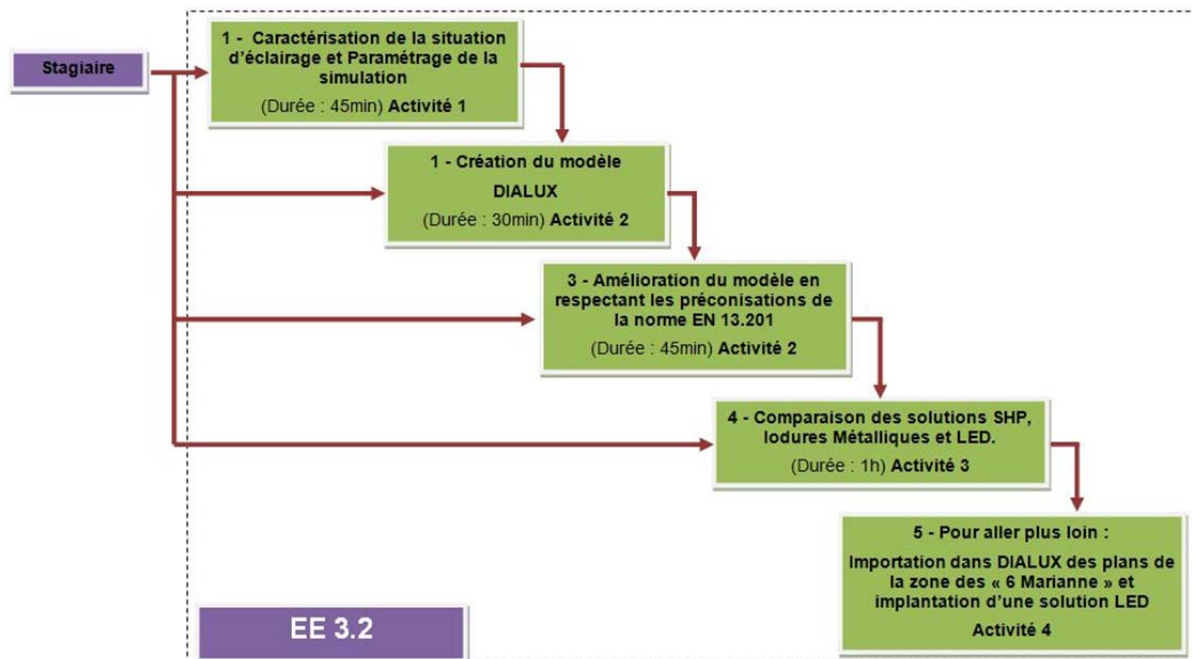 Stagiaire
1 - Caractérisation de la situation
d'éclairage et Paramétrage de la
simulation
(Durée : 45min) Activité 1
1 - Création du modèle
DIALUX
(Durée : 30min) Activité 2
3 - Amélioration du modèle en
respectant les préconisations de
la norme EN 13.201
(Durée : 45min) Activité 2
4 - Comparaison des solutions SHP,
Iodures Métalliques et LED.
(Durée : 1h) Activité 3
5 - Pour aller plus loin :
Importation dans DIALUX des plans de
la zone des « 6 Marianne » et
implantation d'une solution LED
Activité 4
EE 3.2